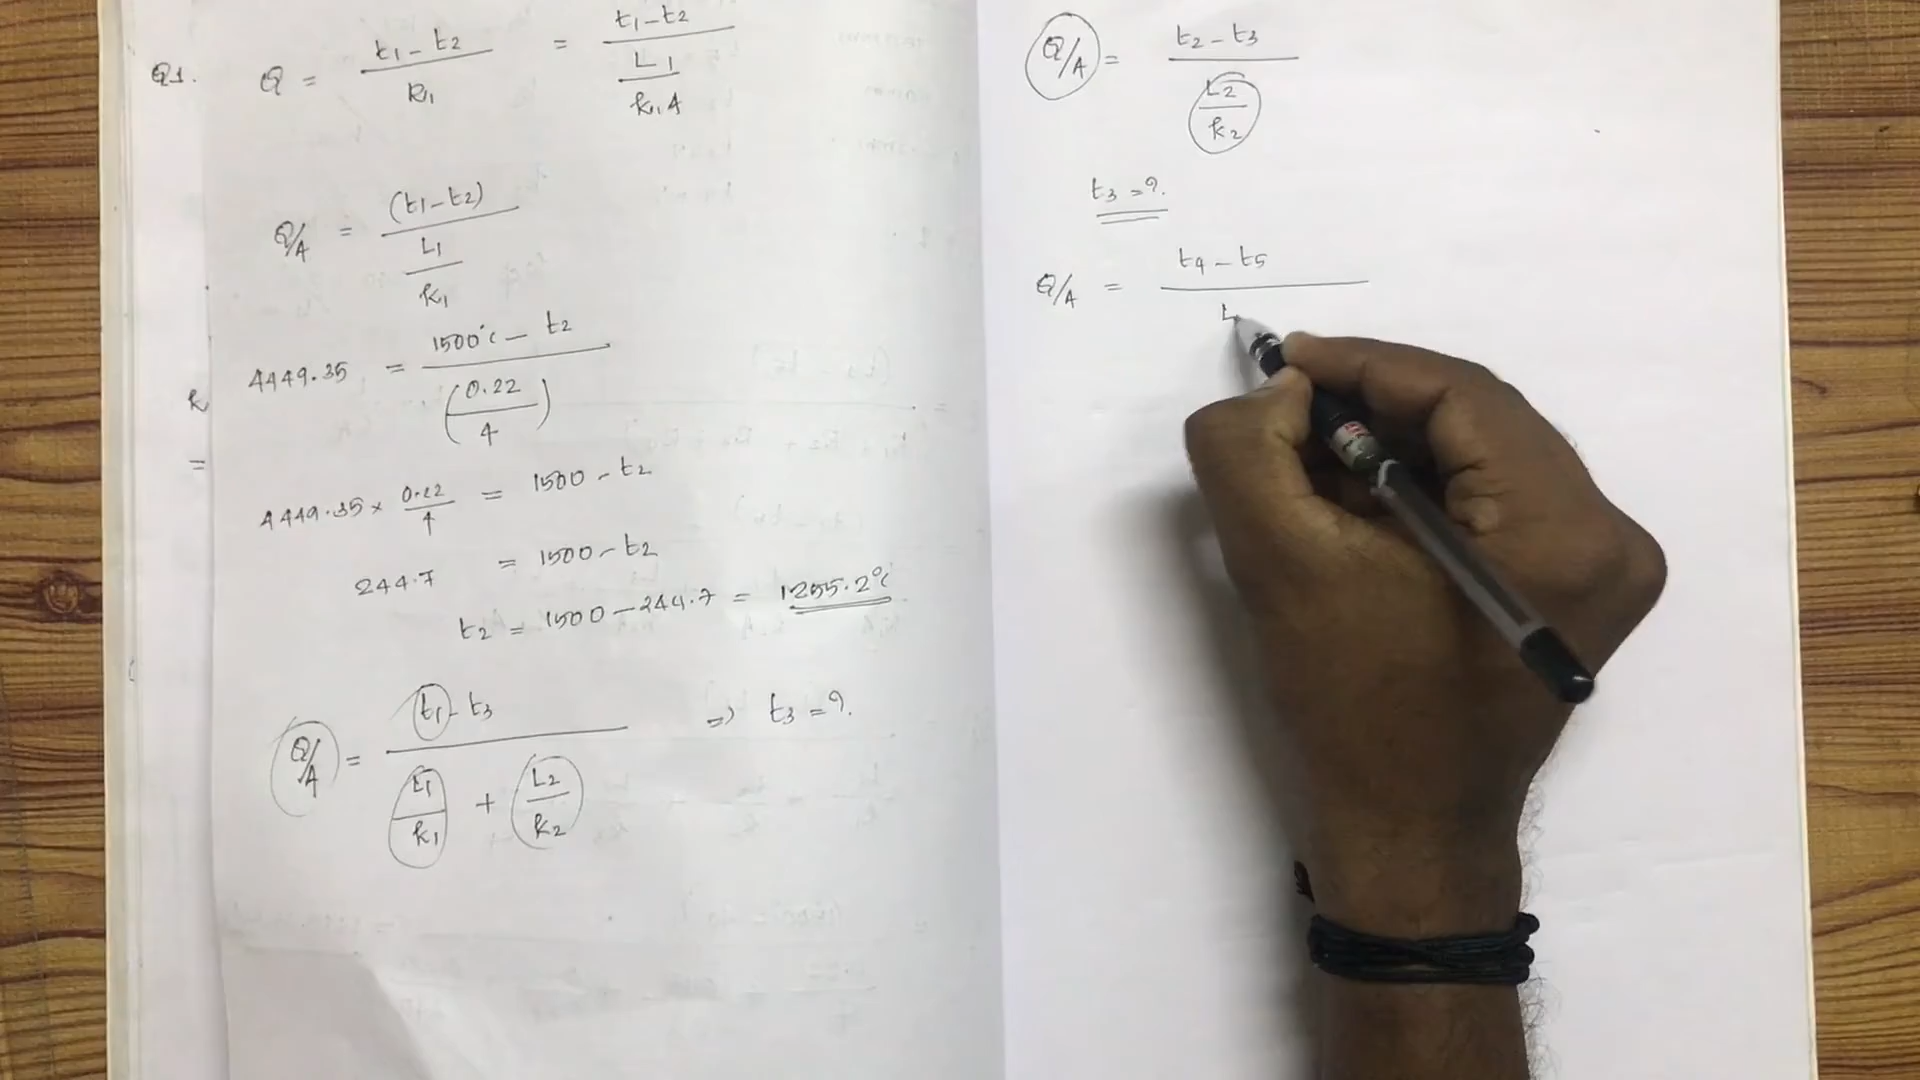 Q1. Q = t1 - t2 / R1 = t1 - t2 / L1 / k1A
Q/A = (t1 - t2) / L1 / k1
4449.35 = 1500°c - t2 / (0.22 / 4)
k
=
4449.35 x 0.22 / 4 = 1500 - t2
244.7 = 1500 - t2
t2 = 1500 - 244.7 = 1255.2°c
Q/A = t1 - t3 / L1 / k1 + L2 / k2 => t3 = ?.
Q/A = t2 - t3 / L2 / k2
t3 = ?.
Q/A = t4 - t5 / L